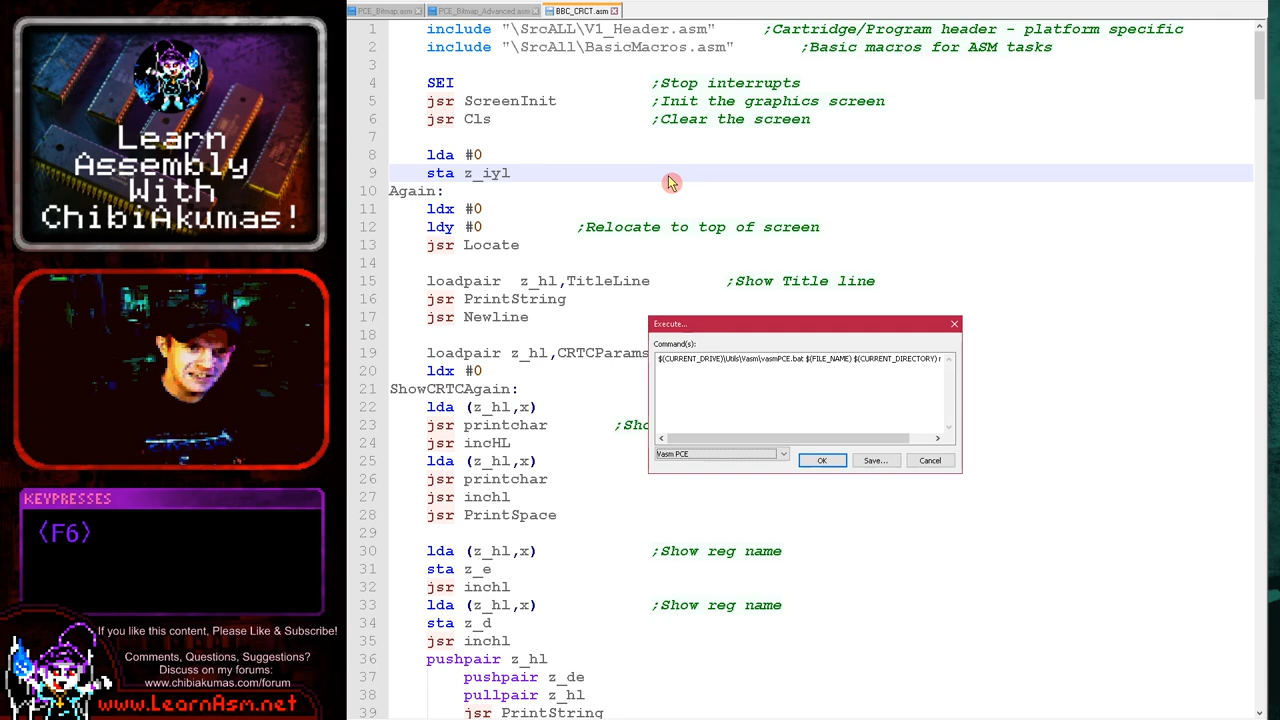 Learn
Assembly
With
ChibiAkumas!
KEYPRESSES
〈F6〉
If you like this content, Please Like & Subscribe!
Comments, Questions, Suggestions?
Discuss on my forums:
www.chibiakumas.com/forum
www.LearnAsm.net
PCE_Bitmap.asm PCE_Bitmap_Advanced.asm BBC_CRCT.asm
1 include "\SrcALL\V1_Header.asm" ;Cartridge/Program header - platform specific
2 include "\SrcAll\BasicMacros.asm" ;Basic macros for ASM tasks
3
4 SEI ;Stop interrupts
5 jsr ScreenInit ;Init the graphics screen
6 jsr Cls ;Clear the screen
7
8 lda #0
9 sta z_iyl
10 Again:
11 ldx #0
12 ldy #0 ;Relocate to top of screen
13 jsr Locate
14
15 loadpair z_hl,TitleLine ;Show Title line
16 jsr PrintString
17 jsr Newline
18
19 loadpair z_hl,CRTCParams
20 ldx #0
21 ShowCRTCAgain:
22 lda (z_hl,x)
23 jsr printchar ;Sho
24 jsr incHL
25 lda (z_hl,x)
26 jsr printchar
27 jsr inchl
28 jsr PrintSpace
29
30 lda (z_hl,x) ;Show reg name
31 sta z_e
32 jsr inchl
33 lda (z_hl,x) ;Show reg name
34 sta z_d
35 jsr inchl
36 pushpair z_hl
37 pushpair z_de
38 pullpair z_hl
39 jsr PrintString
Execute...
Command(s):
$(CURRENT_DRIVE)\Utils\Vasm\vasmPCE.bat $(FILE_NAME) $(CURRENT_DIRECTORY) r
Vasm PCE
OK Save... Cancel